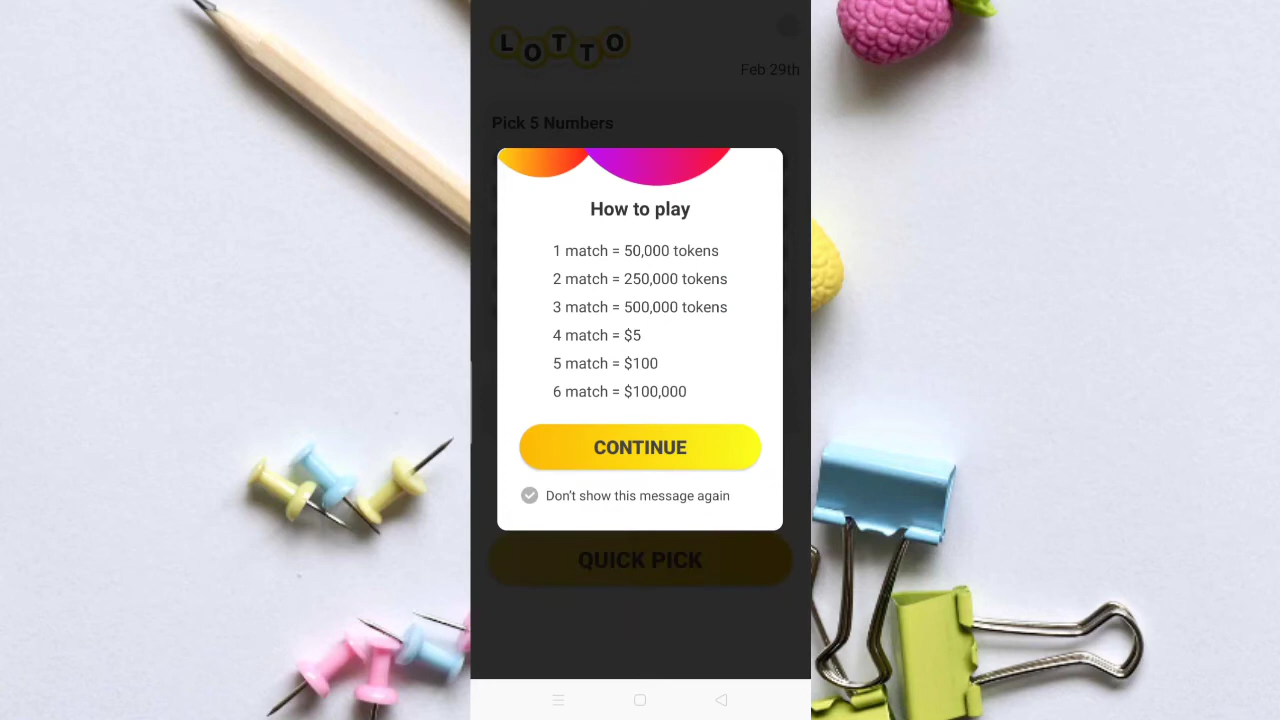 LOTTO
Feb 29th
Pick 5 Numbers
How to play
1 match = 50,000 tokens
2 match = 250,000 tokens
3 match = 500,000 tokens
4 match = $5
5 match = $100
6 match = $100,000
CONTINUE
Don't show this message again
QUICK PICK